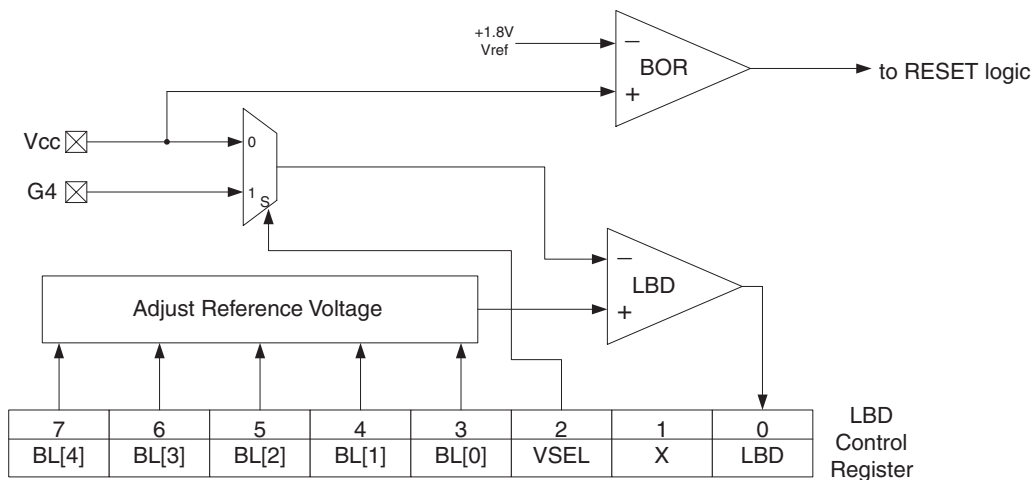 +1.8V
Vref
−
BOR
+
to RESET logic
Vcc
0
G4
1
S
−
LBD
+
Adjust Reference Voltage
7 6 5 4 3 2 1 0
BL[4] BL[3] BL[2] BL[1] BL[0] VSEL X LBD
LBD
Control
Register